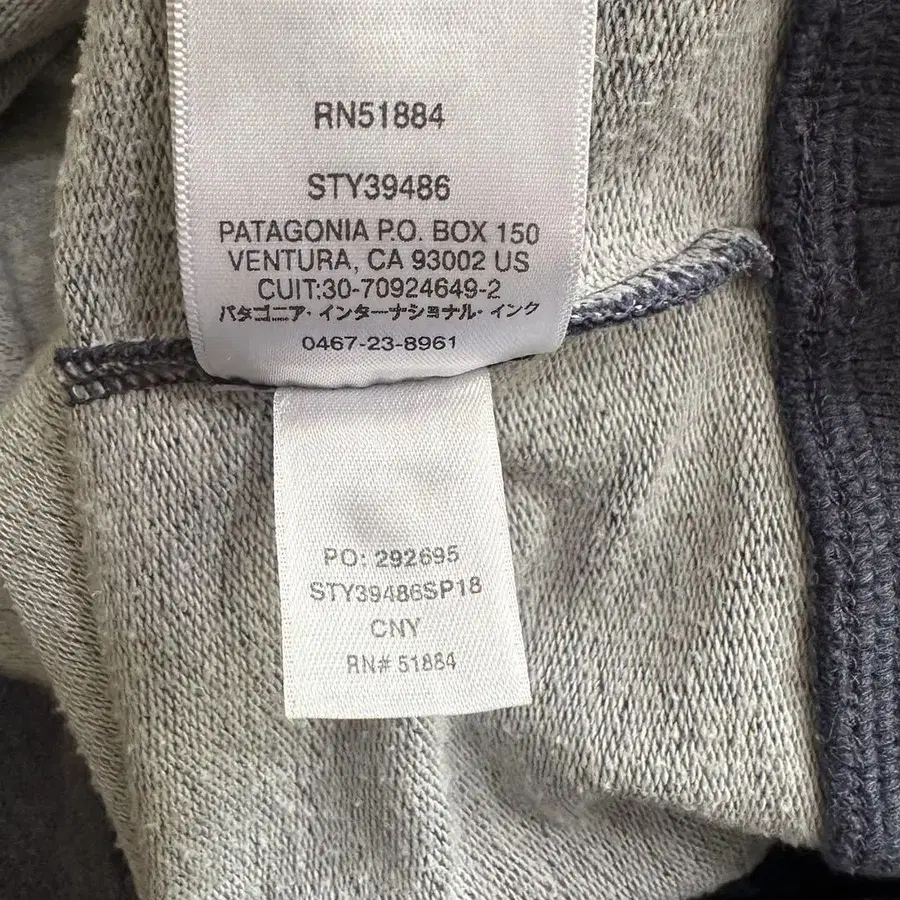 RN51884
STY39486
PATAGONIA P.O. BOX 150
VENTURA, CA 93002 US
CUIT:30-70924649-2
パタゴニア・インターナショナル・インク
0467-23-8961
PO: 292695
STY39486SP18
CNY
RN# 51884